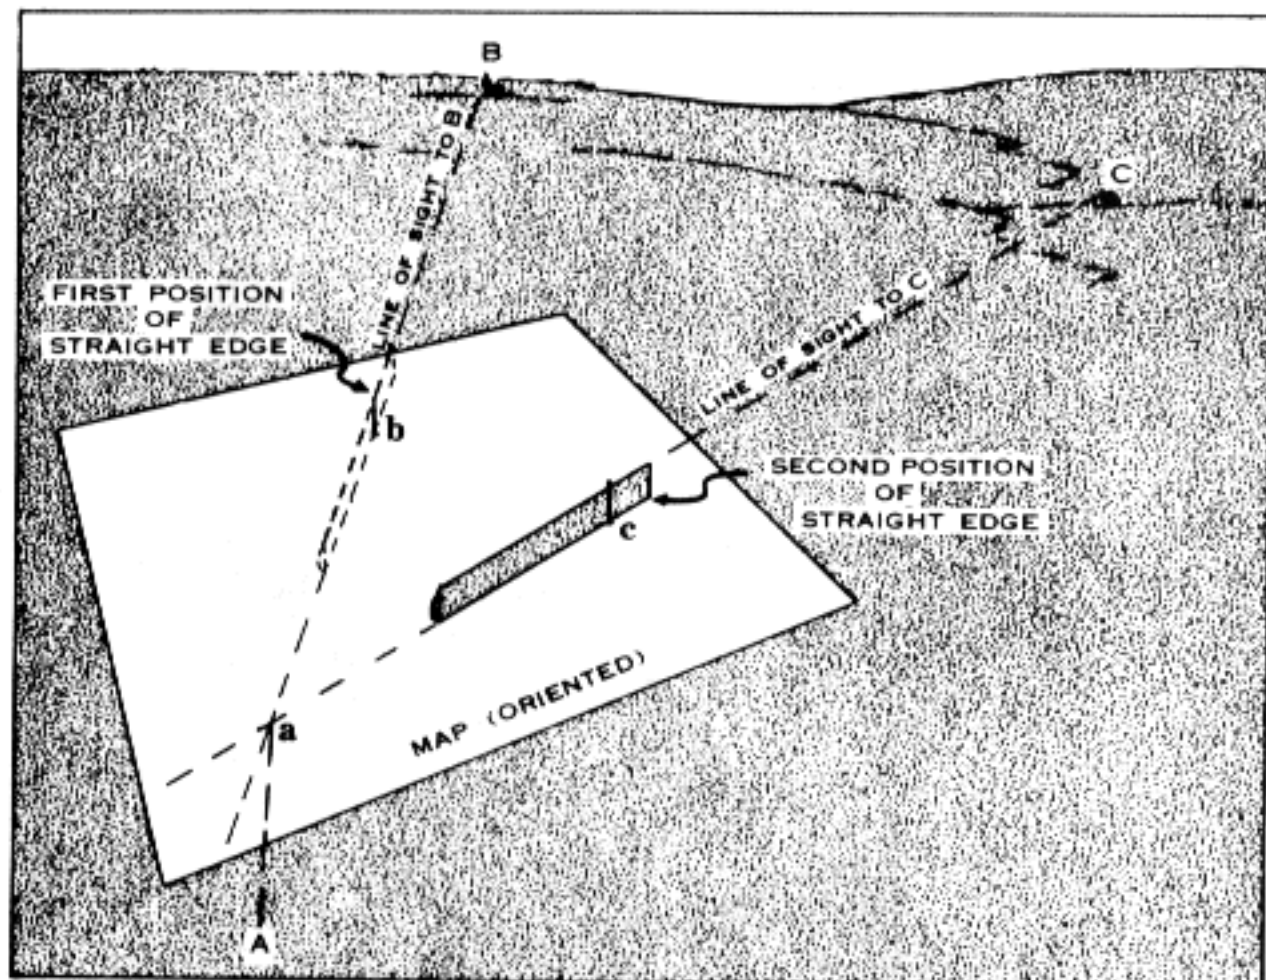 B
LINE OF SIGHT TO B
C
FIRST POSITION
OF
STRAIGHT EDGE
LINE OF SIGHT TO C
b
SECOND POSITION
OF
STRAIGHT EDGE
c
a
MAP (ORIENTED)
A